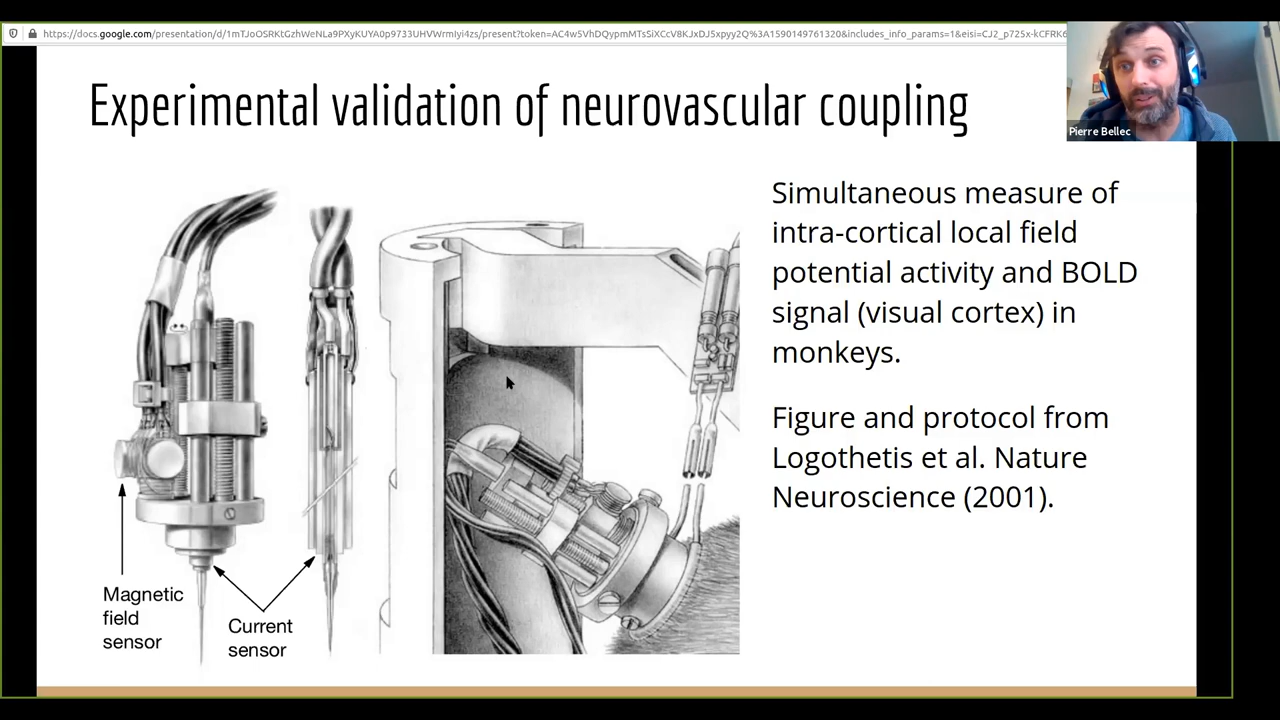 https://docs.google.com/presentation/d/1mTJoOSRKtGzhWeNLa9PXyKUYA0p9733UHVWrmIyi4zs/present?token=AC4w5VhDQypmMTsSiXCcV8KJxDJ5xpyy2Q%3A1590149761320&includes_info_params=1&eisi=CJ2_p725x-kCFRK6
Experimental validation of neurovascular coupling
Pierre Bellec
Simultaneous measure of
intra-cortical local field
potential activity and BOLD
signal (visual cortex) in
monkeys.
Figure and protocol from
Logothetis et al. Nature
Neuroscience (2001).
Magnetic
field
sensor
Current
sensor